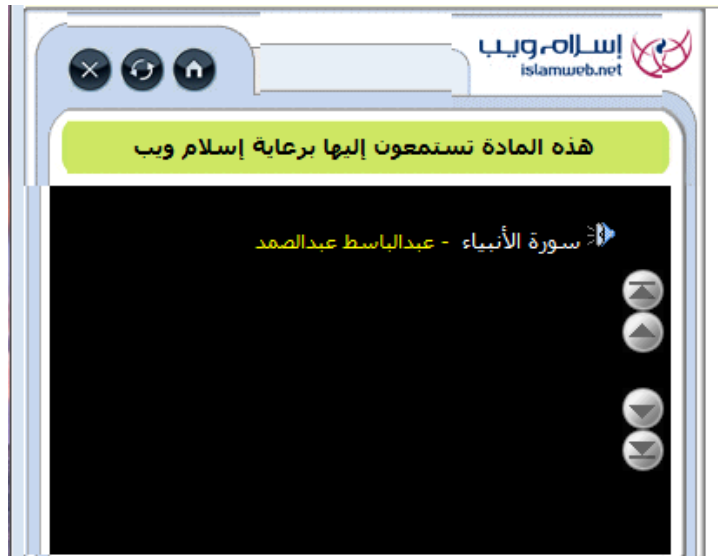 إسلام ويب
islamweb.net
هذه المادة تستمعون إليها برعاية إسلام ويب
سورة الأنبياء - عبدالباسط عبدالصمد